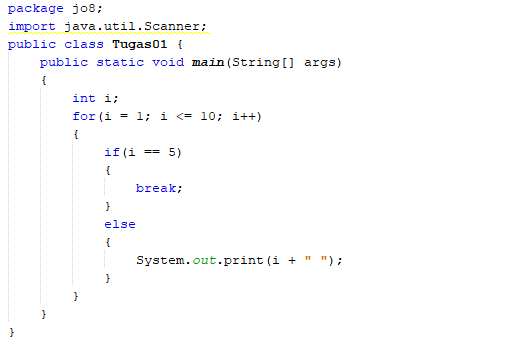 package jo8;
import java.util.Scanner;
public class Tugas01 {
    public static void main(String[] args)
    {
        int i;
        for(i = 1; i <= 10; i++)
        {
            if(i == 5)
            {
                break;
            }
            else
            {
                System.out.print(i + " ");
            }
        }
    }
}